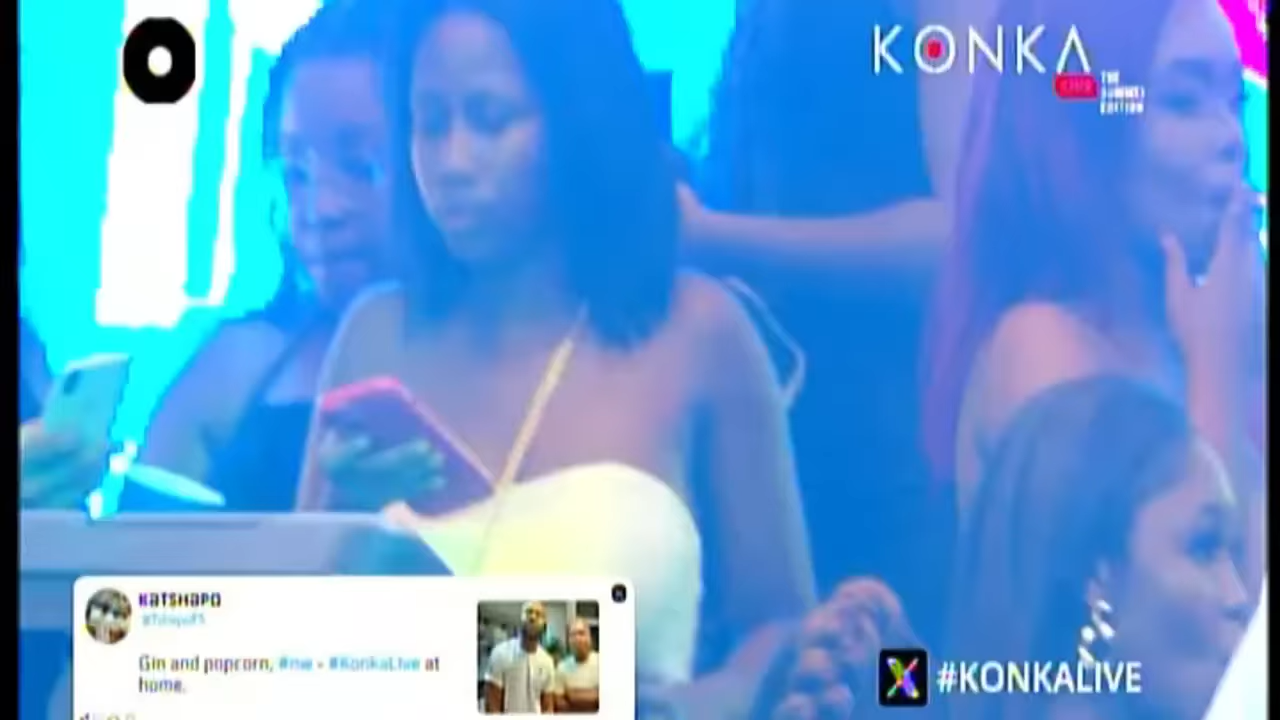 KONKA
LIVE THE
SUMMER
EDITION
KATSHAPO
Gin and popcorn, #nw - #KonkaLive at
home.
#KONKALIVE